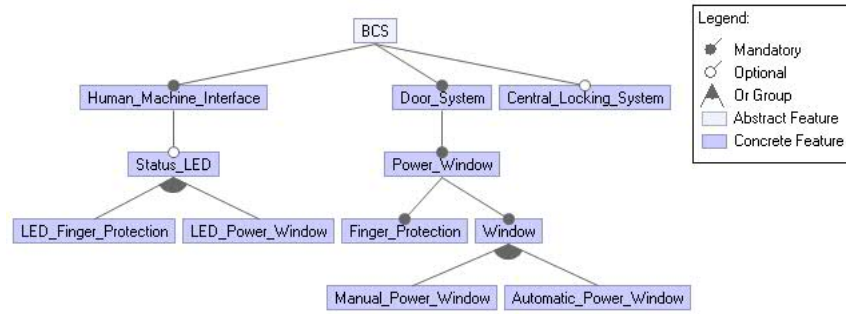 BCS
Human_Machine_Interface
Door_System
Central_Locking_System
Status_LED
Power_Window
LED_Finger_Protection
LED_Power_Window
Finger_Protection
Window
Manual_Power_Window
Automatic_Power_Window
Legend:
Mandatory
Optional
Or Group
Abstract Feature
Concrete Feature